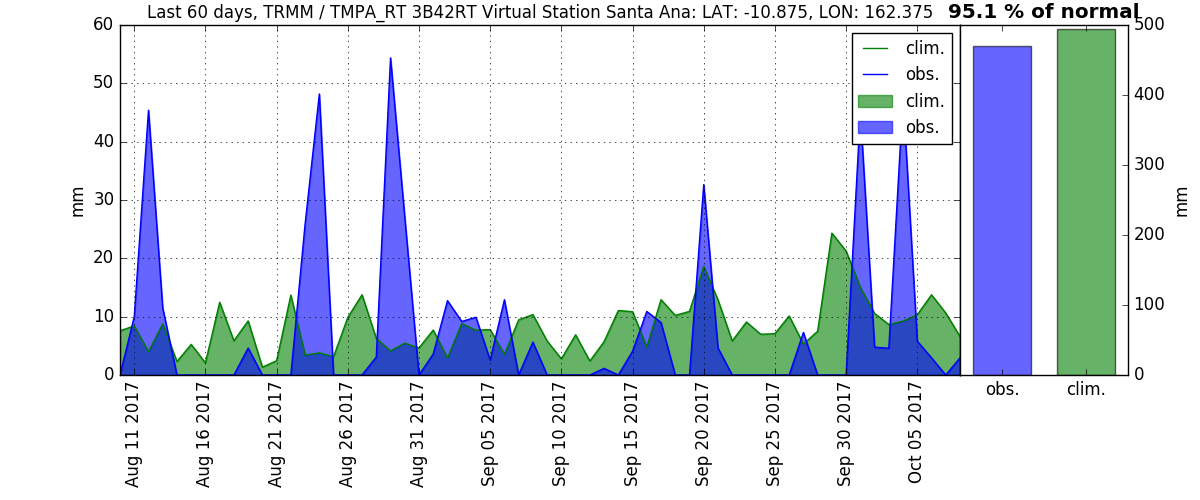 Last 60 days, TRMM / TMPA_RT 3B42RT Virtual Station Santa Ana: LAT: -10.875, LON: 162.375
95.1 % of normal
60
50
40
30
20
10
0
mm
clim.
obs.
clim.
obs.
Aug 11 2017
Aug 16 2017
Aug 21 2017
Aug 26 2017
Aug 31 2017
Sep 05 2017
Sep 10 2017
Sep 15 2017
Sep 20 2017
Sep 25 2017
Sep 30 2017
Oct 05 2017
500
400
300
200
100
0
mm
obs.
clim.